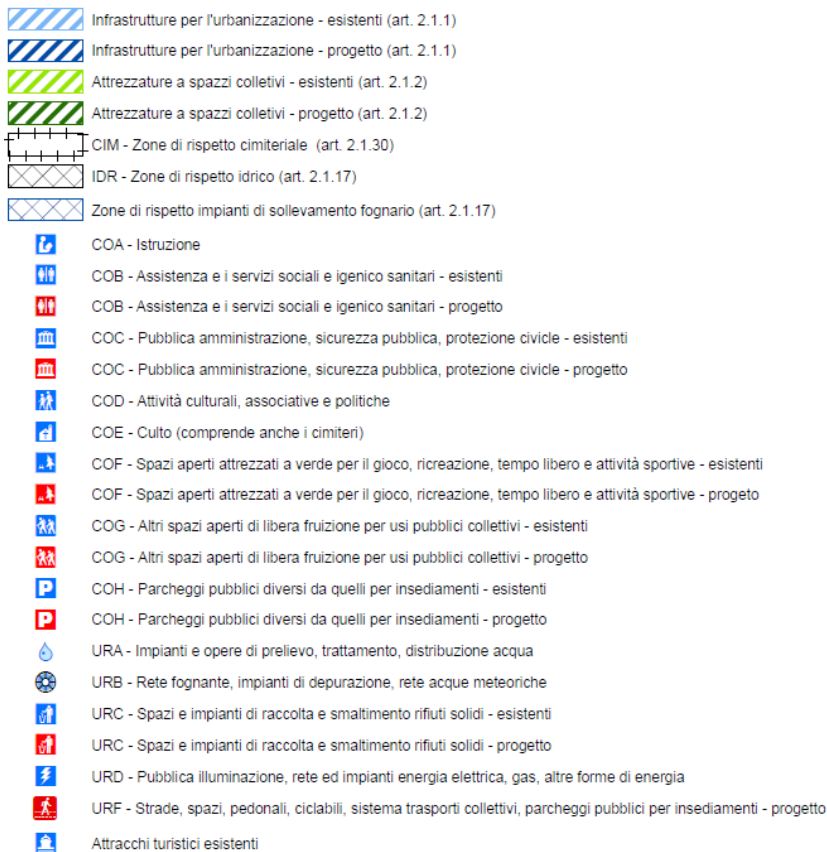 Infrastrutture per l'urbanizzazione - esistenti (art. 2.1.1)
Infrastrutture per l'urbanizzazione - progetto (art. 2.1.1)
Attrezzature a spazzi colletivi - esistenti (art. 2.1.2)
Attrezzature a spazzi colletivi - progetto (art. 2.1.2)
CIM - Zone di rispetto cimiteriale (art. 2.1.30)
IDR - Zone di rispetto idrico (art. 2.1.17)
Zone di rispetto impianti di sollevamento fognario (art. 2.1.17)
COA - Istruzione
COB - Assistenza e i servizi sociali e igenico sanitari - esistenti
COB - Assistenza e i servizi sociali e igenico sanitari - progetto
COC - Pubblica amministrazione, sicurezza pubblica, protezione civicle - esistenti
COC - Pubblica amministrazione, sicurezza pubblica, protezione civicle - progetto
COD - Attività culturali, associative e politiche
COE - Culto (comprende anche i cimiteri)
COF - Spazi aperti attrezzati a verde per il gioco, ricreazione, tempo libero e attività sportive - esistenti
COF - Spazi aperti attrezzati a verde per il gioco, ricreazione, tempo libero e attività sportive - progeto
COG - Altri spazi aperti di libera fruizione per usi pubblici collettivi - esistenti
COG - Altri spazi aperti di libera fruizione per usi pubblici collettivi - progetto
P COH - Parcheggi pubblici diversi da quelli per insediamenti - esistenti
P COH - Parcheggi pubblici diversi da quelli per insediamenti - progetto
URA - Impianti e opere di prelievo, trattamento, distribuzione acqua
URB - Rete fognante, impianti di depurazione, rete acque meteoriche
URC - Spazi e impianti di raccolta e smaltimento rifiuti solidi - esistenti
URC - Spazi e impianti di raccolta e smaltimento rifiuti solidi - progetto
URD - Pubblica illuminazione, rete ed impianti energia elettrica, gas, altre forme di energia
URF - Strade, spazi, pedonali, ciclabili, sistema trasporti collettivi, parcheggi pubblici per insediamenti - progetto
Attracchi turistici esistenti